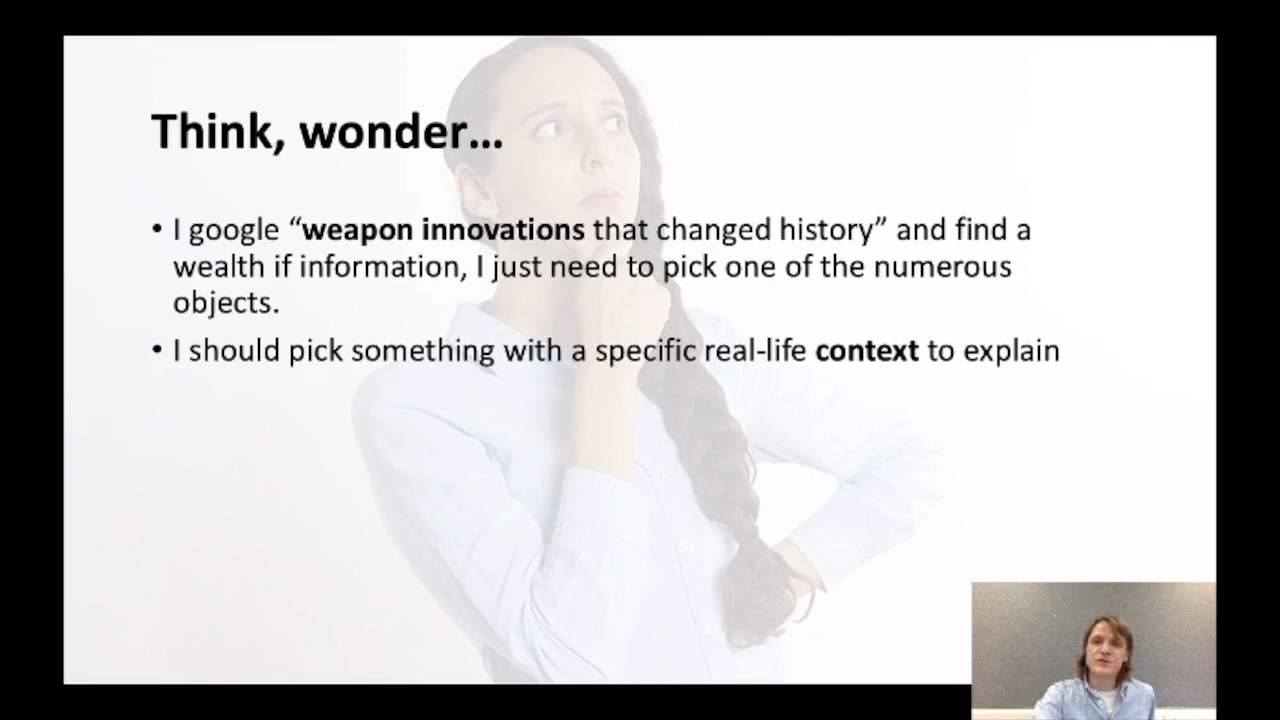 Think, wonder...
• I google “weapon innovations that changed history” and find a
wealth if information, I just need to pick one of the numerous
objects.
• I should pick something with a specific real-life context to explain